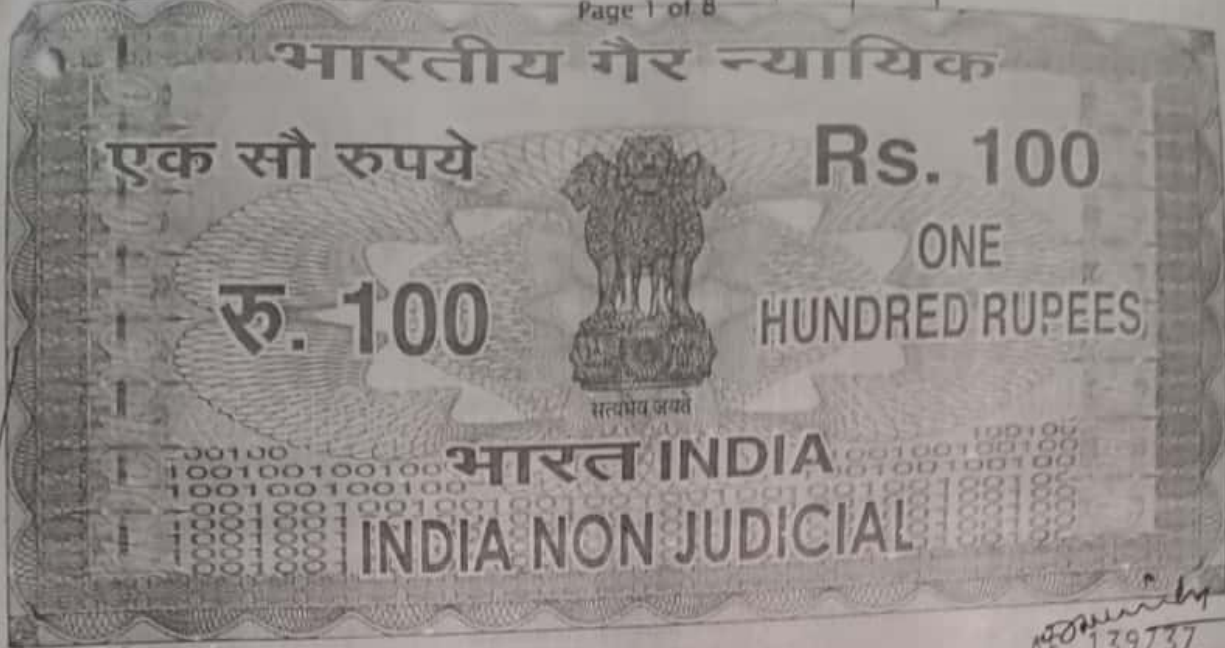 Page 1 of 8
भारतीय गैर न्यायिक
एक सौ रुपये
Rs. 100
रु. 100
ONE
HUNDRED RUPEES
सत्यमेव जयते
भारत INDIA
INDIA NON JUDICIAL
139737